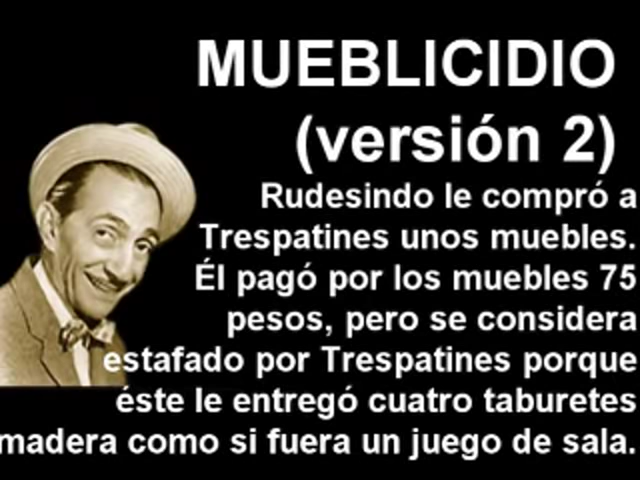 MUEBLICIDIO
(versión 2)
Rudesindo le compró a
Trespatines unos muebles.
Él pagó por los muebles 75
pesos, pero se considera
estafado por Trespatines porque
éste le entregó cuatro taburetes
madera como si fuera un juego de sala.